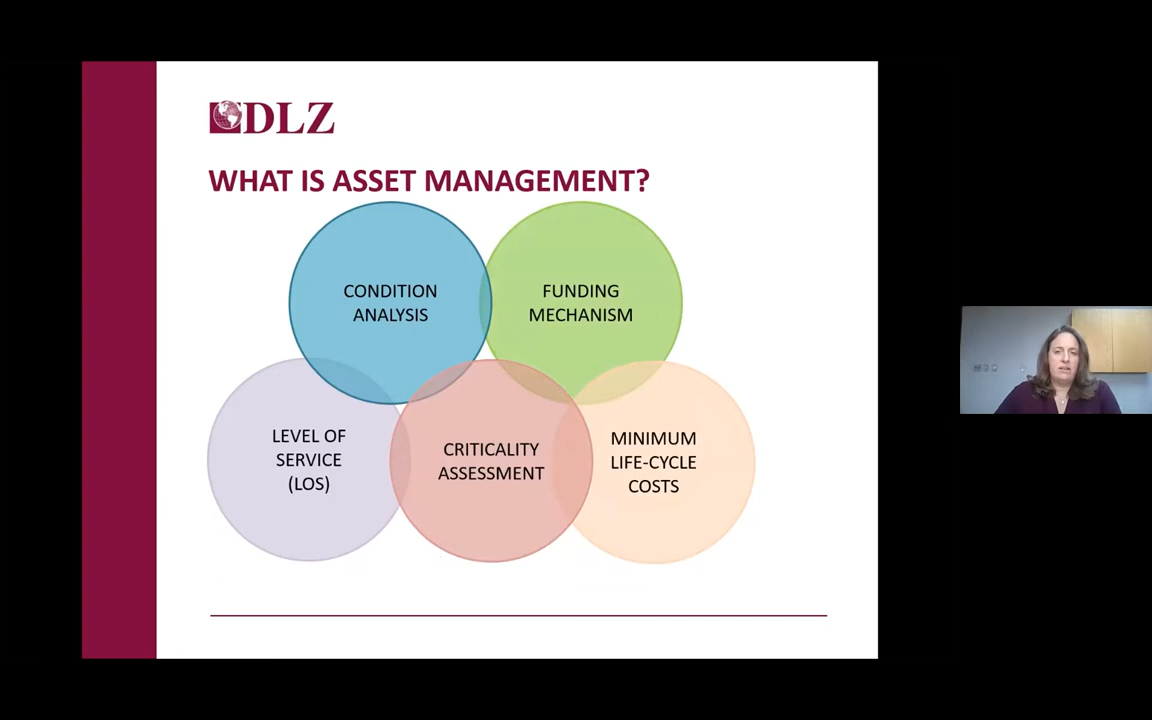 DLZ
WHAT IS ASSET MANAGEMENT?
CONDITION
ANALYSIS
FUNDING
MECHANISM
LEVEL OF
SERVICE
(LOS)
CRITICALITY
ASSESSMENT
MINIMUM
LIFE-CYCLE
COSTS